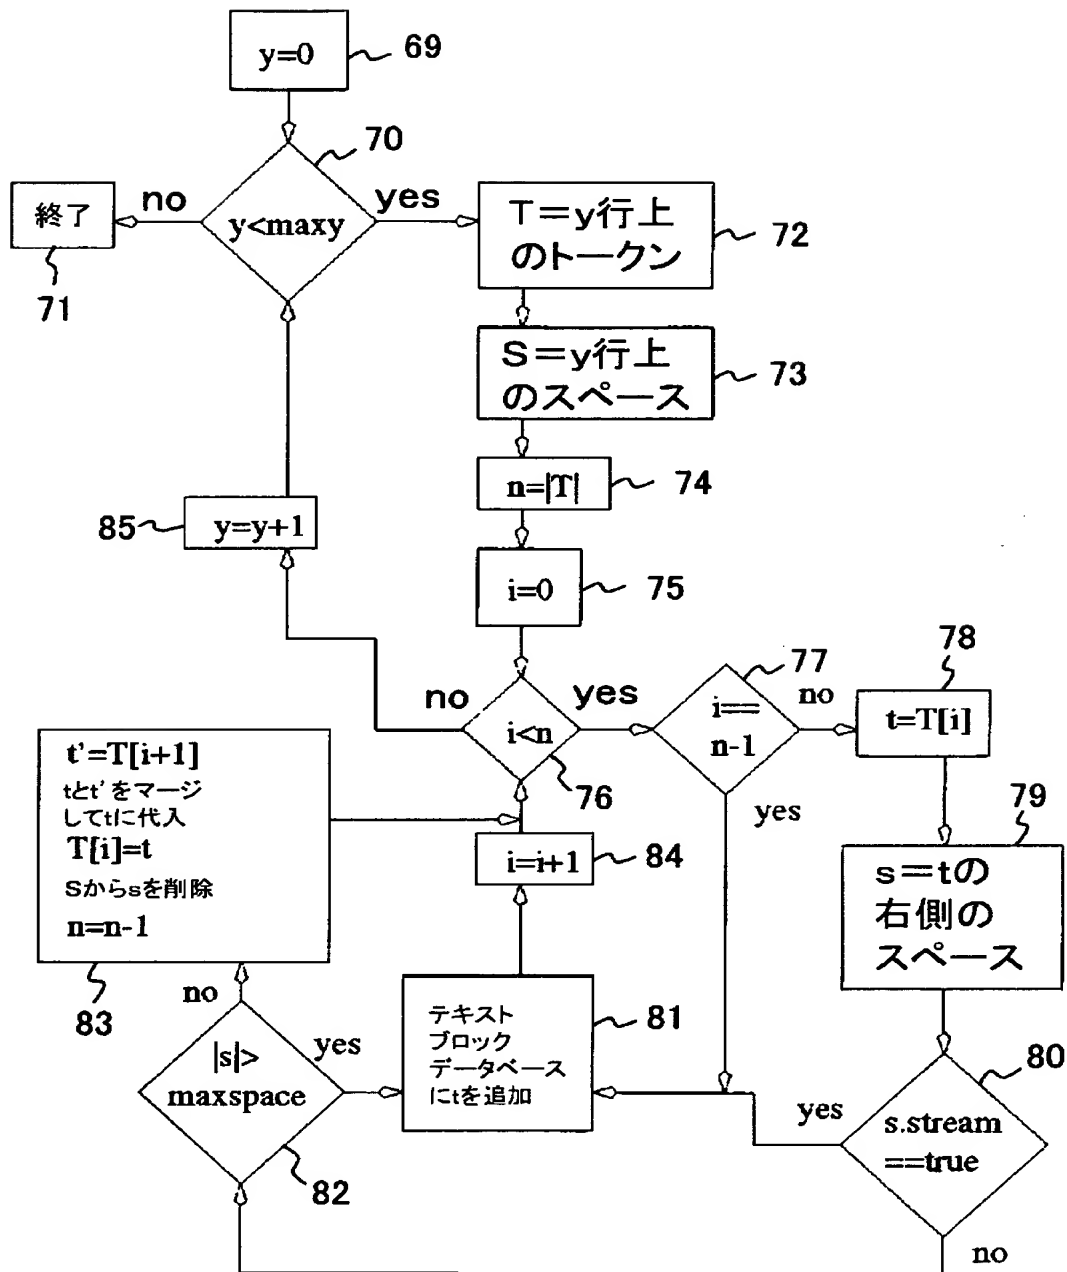 y=0
69
70
no
yes
終了
y<maxy
T=y行上
のトークン
72
71
S=y行上
のスペース
73
n=|T|
74
85
y=y+1
i=0
75
78
77
no
yes
i==
n-1
no
t=T[i]
i<n
76
t'=T[i+1]
tとt'をマージ
してtに代入
T[i]=t
Sからsを削除
n=n-1
yes
79
i=i+1
84
s=tの
右側の
スペース
83
no
テキスト
ブロック
データベース
にtを追加
81
|s|>
maxspace
yes
80
yes
s.stream
==true
82
no